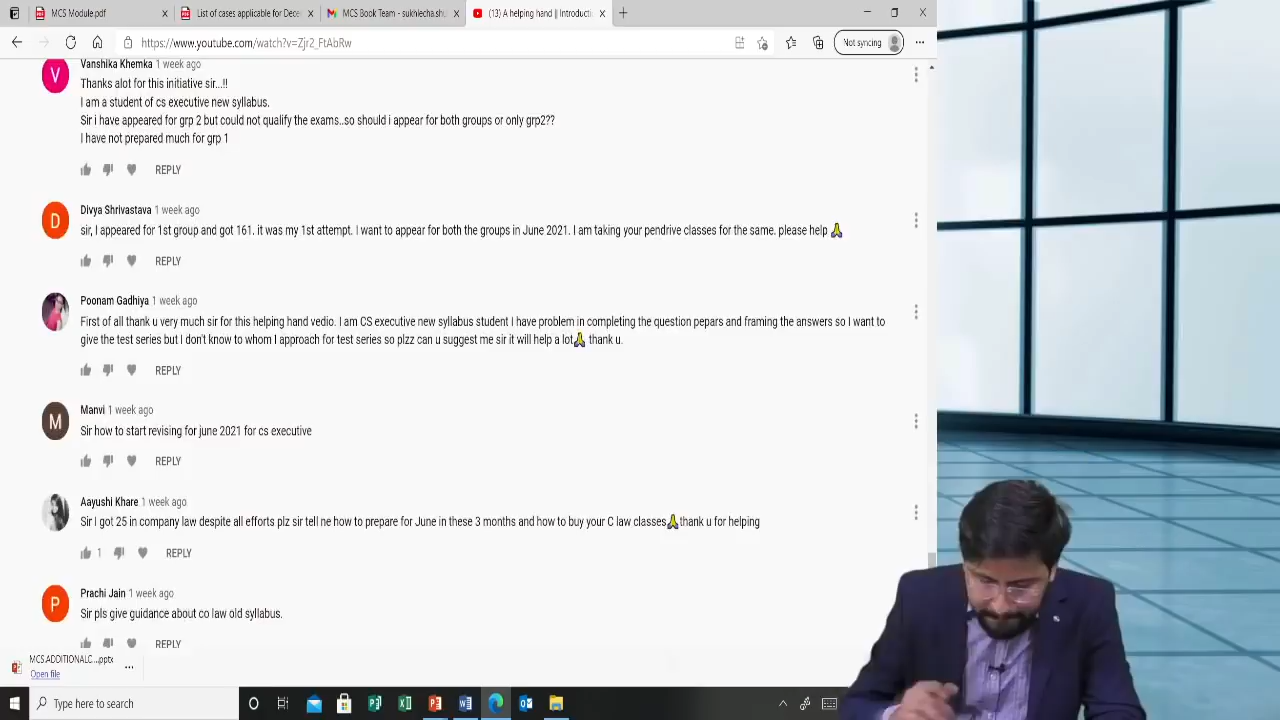 MCS Module.pdf
List of cases applicable for Dece
MCS Book Team - sukhlecha.sh
(13) A helping hand || Introducti
https://www.youtube.com/watch?v=Zjr2_FtAbRw
Not syncing
Vanshika Khemka 1 week ago
V
Thanks alot for this initiative sir...!!
I am a student of cs executive new syllabus.
Sir i have appeared for grp 2 but could not qualify the exams..so should i appear for both groups or only grp2??
I have not prepared much for grp 1
REPLY
Divya Shrivastava 1 week ago
D
sir, I appeared for 1st group and got 161. it was my 1st attempt. I want to appear for both the groups in June 2021. I am taking your pendrive classes for the same. please help 🙏
REPLY
Poonam Gadhiya 1 week ago
First of all thank u very much sir for this helping hand vedio. I am CS executive new syllabus student I have problem in completing the question pepars and framing the answers so I want to
give the test series but I don't know to whom I approach for test series so plzz can u suggest me sir it will help a lot🙏 thank u.
REPLY
Manvi 1 week ago
M
Sir how to start revising for june 2021 for cs executive
REPLY
Aayushi Khare 1 week ago
Sir I got 25 in company law despite all efforts plz sir tell ne how to prepare for June in these 3 months and how to buy your C law classes🙏thank u for helping
1 REPLY
Prachi Jain 1 week ago
P
Sir pls give guidance about co law old syllabus.
REPLY
MCS.ADDITIONALC....pptx
Open file
Type here to search